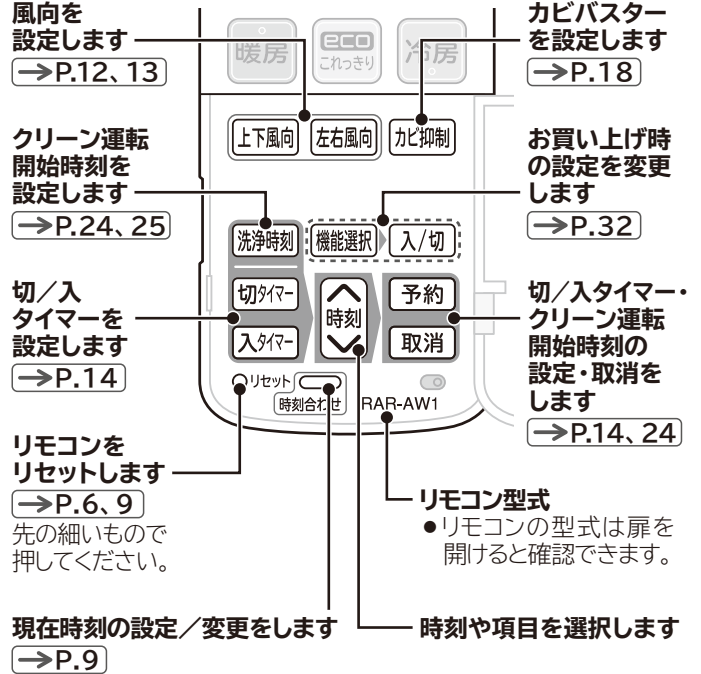 風向を
設定します
→P.12、13
暖房
eco
これっきり
冷房
カビバスター
を設定します
→P.18
クリーン運転
開始時刻を
設定します
→P.24、25
上下風向
左右風向
カビ抑制
お買い上げ時
の設定を変更
します
→P.32
洗浄時刻
機能選択
入/切
切/入
タイマーを
設定します
→P.14
切タイマー
入タイマー
時刻
予約
取消
切/入タイマー・
クリーン運転
開始時刻の
設定・取消を
します
→P.14、24
リセット
時刻合わせ
RAR-AW1
リモコンを
リセットします
→P.6、9
先の細いもので
押してください。
リモコン型式
●リモコンの型式は扉を
開けると確認できます。
現在時刻の設定/変更をします
→P.9
時刻や項目を選択します